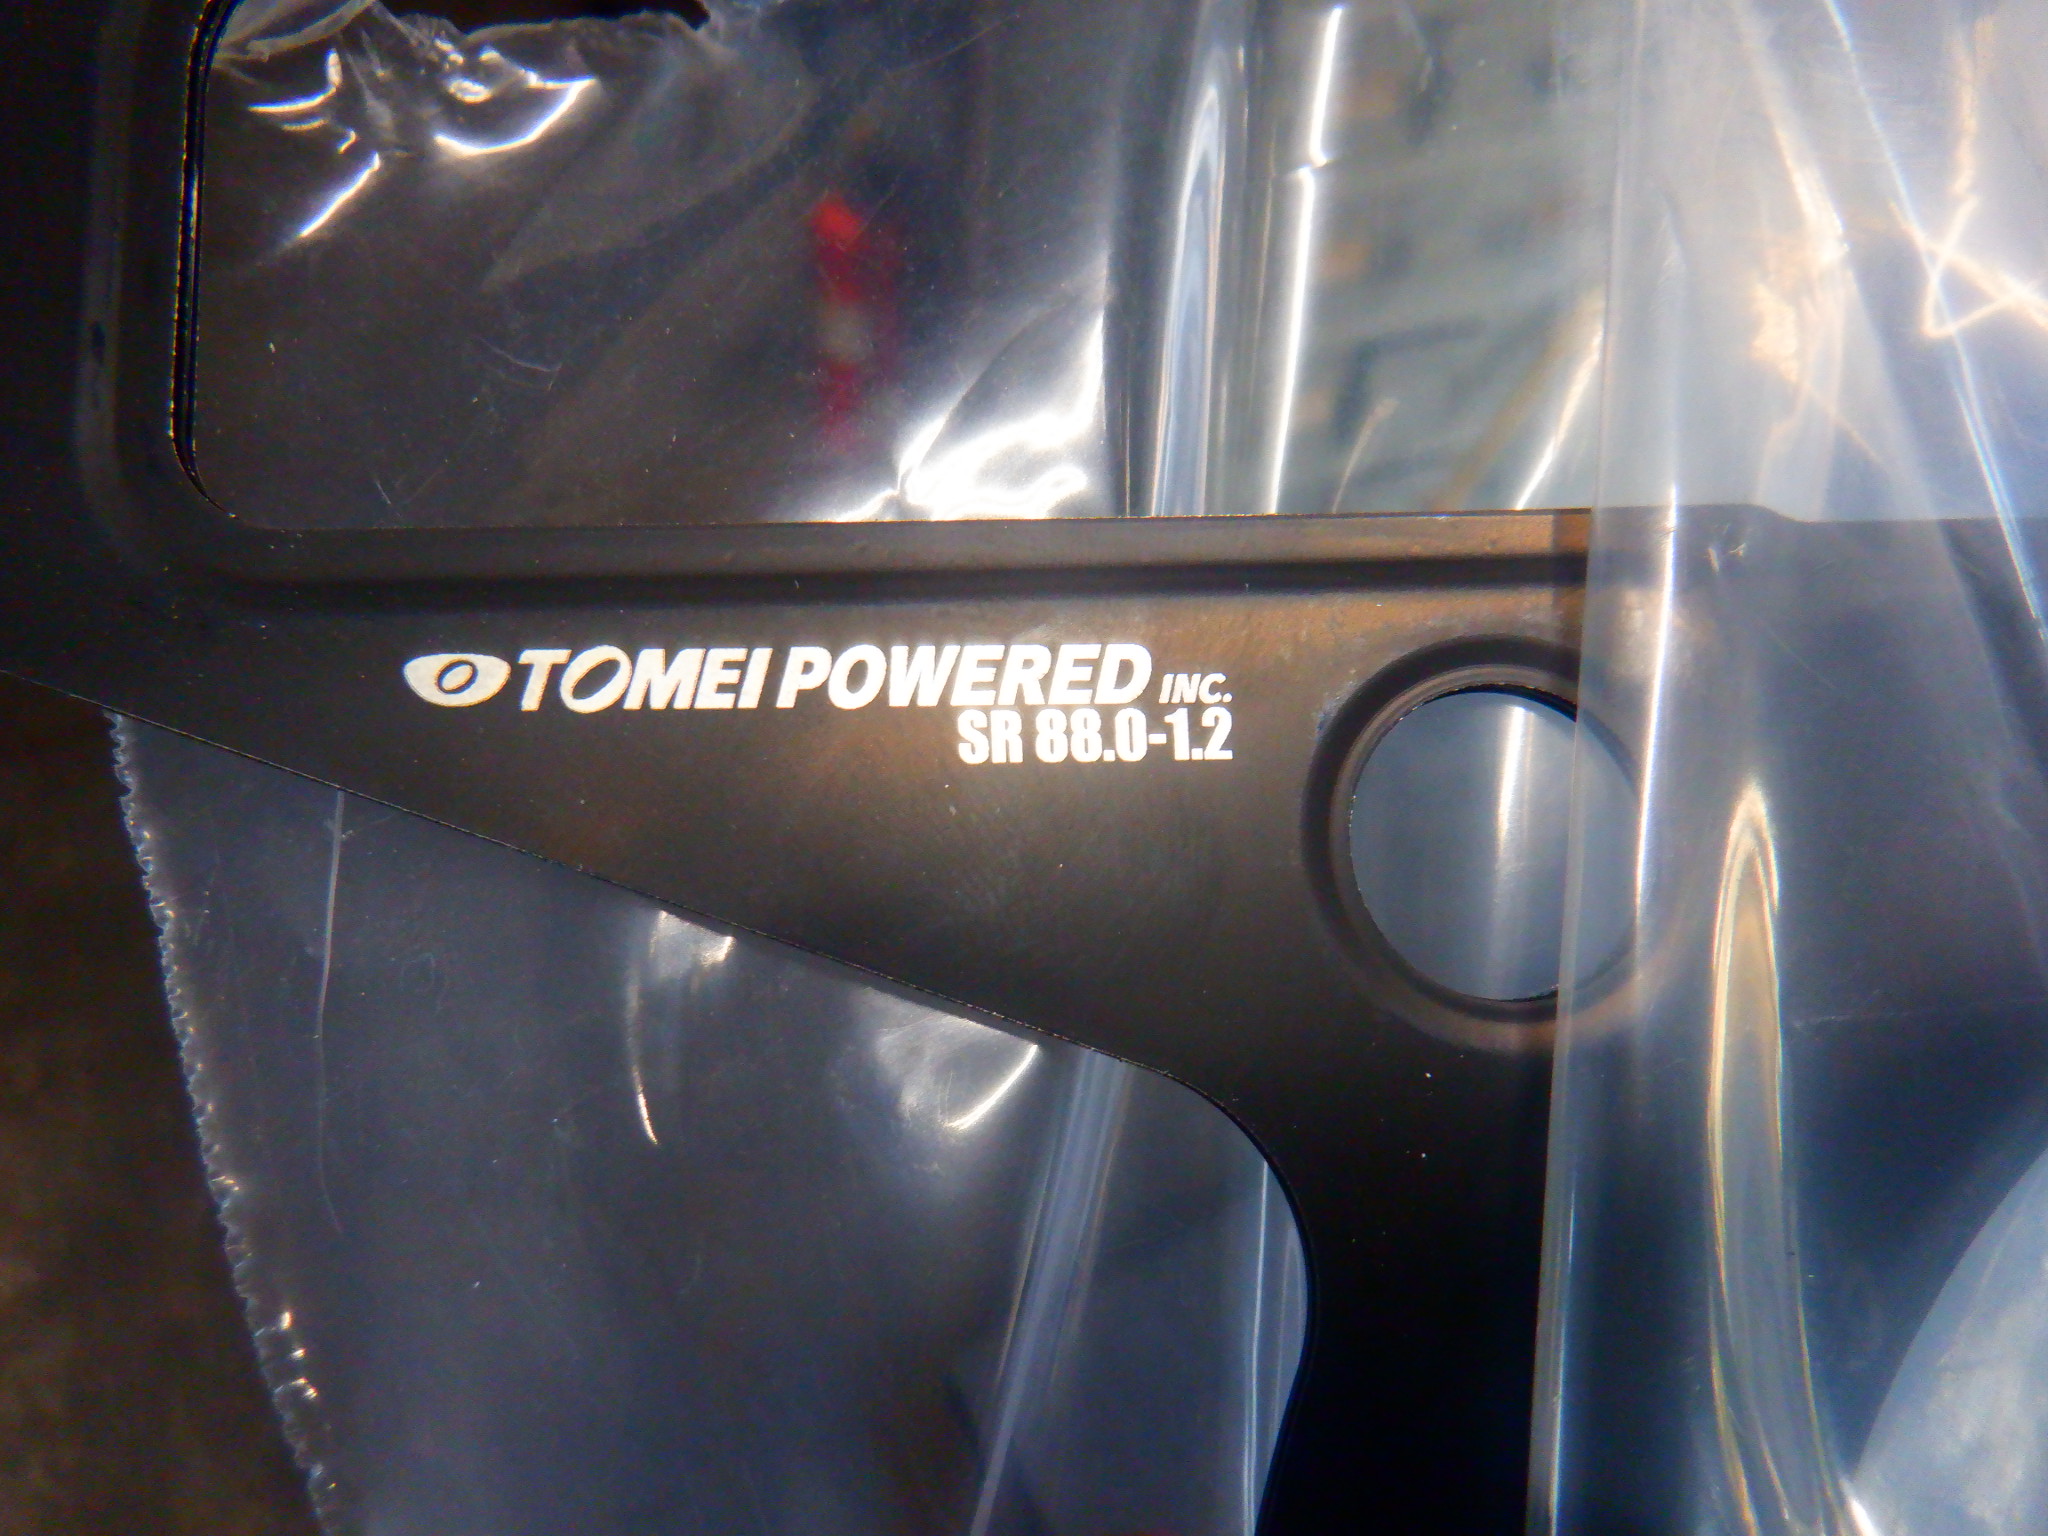 TOMEI POWERED INC.
SR 88.0-1.2